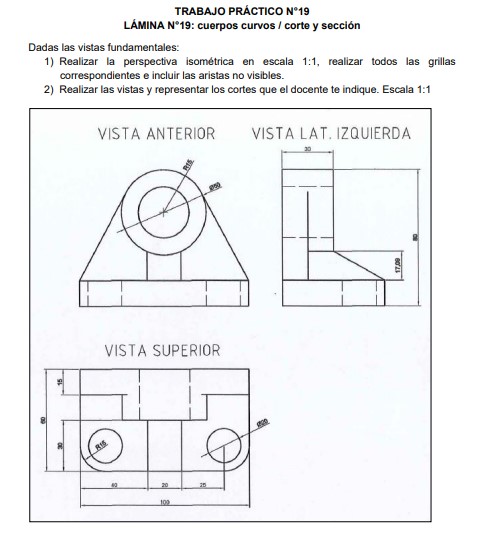 TRABAJO PRÁCTICO N°19
LÁMINA N°19: cuerpos curvos / corte y sección
Dadas las vistas fundamentales:
1) Realizar la perspectiva isométrica en escala 1:1, realizar todos las grillas
correspondientes e incluir las aristas no visibles.
2) Realizar las vistas y representar los cortes que el docente te indique. Escala 1:1
VISTA ANTERIOR
VISTA LAT. IZQUIERDA
R15
Ø50
30
80
17,09
VISTA SUPERIOR
15
60
30
R15
Ø20
40
20
25
100